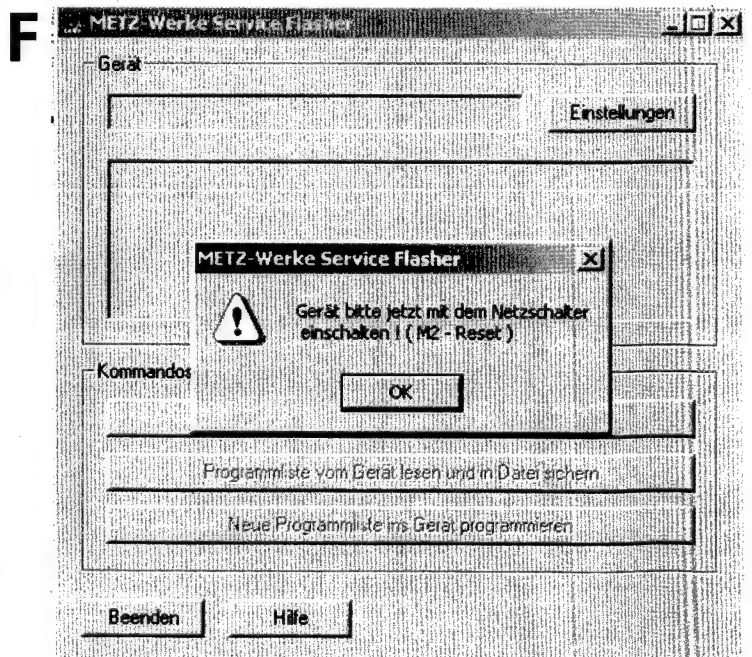 F
METZ-Werke Service Flasher
Gerät
Einstellungen
METZ-Werke Service Flasher
Gerät bitte jetzt mit dem Netzschalter
einschalten ! ( M2 - Reset )
OK
Kommandos
Programmliste vom Gerät lesen und in Datei sichern
Neue Programmliste ins Gerät programmieren
Beenden
Hilfe